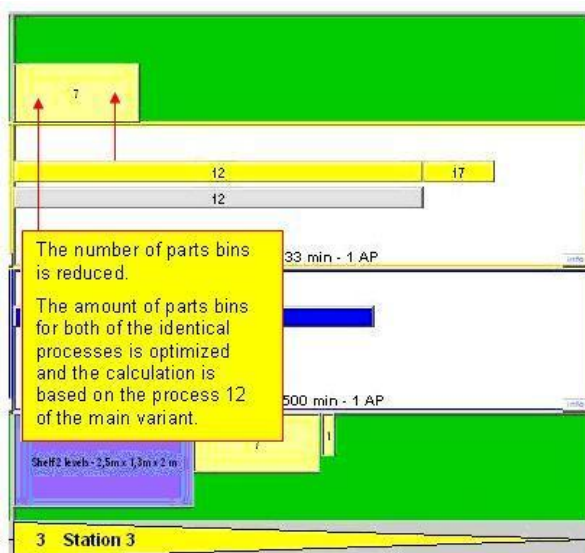 7
12
17
12
The number of parts bins
is reduced.
33 min - 1 AP
The amount of parts bins
for both of the identical
processes is optimized
and the calculation is
based on the process 12
of the main variant.
500 min - 1 AP
7
1
Shelf 2 levels - 2,5m x 1,3m x 2 m
3 Station 3